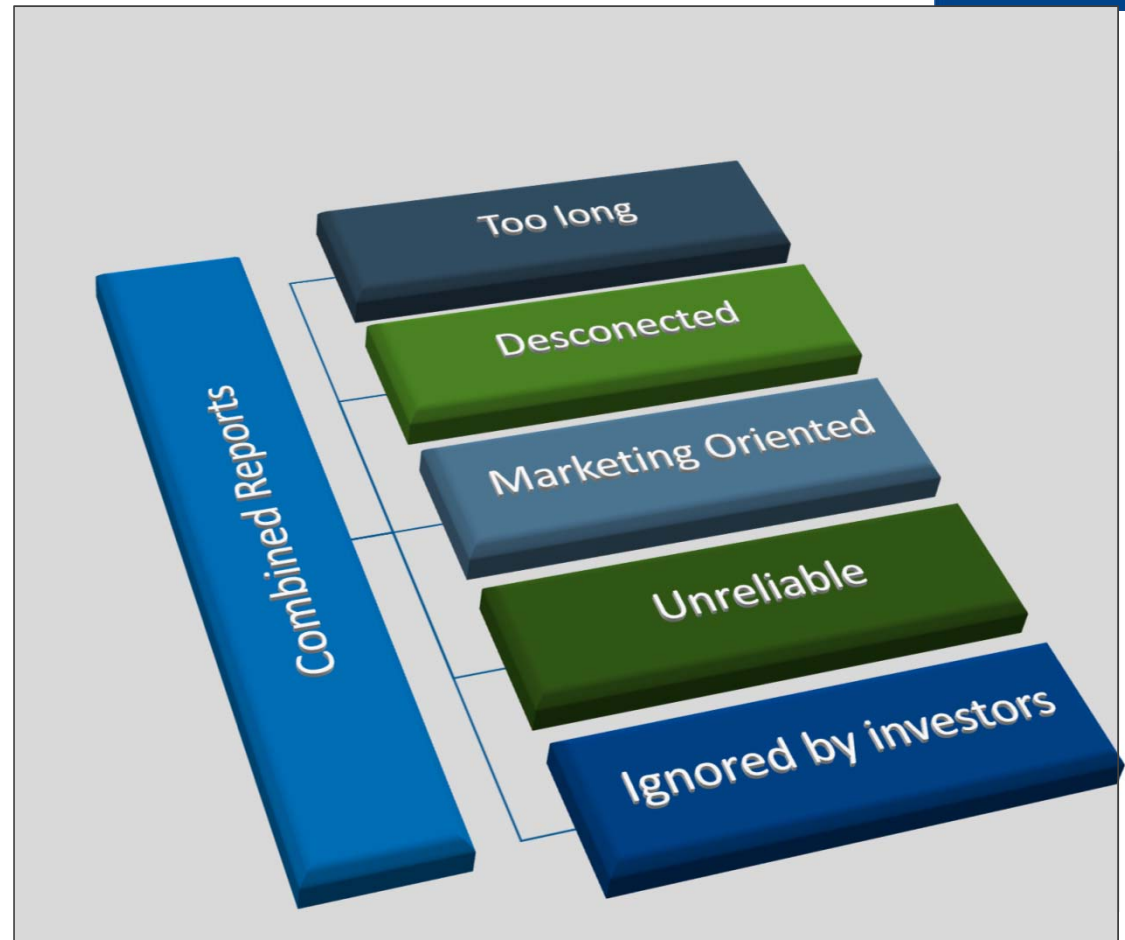 Combined Reports
Too long
Desconected
Marketing Oriented
Unreliable
Ignored by investors